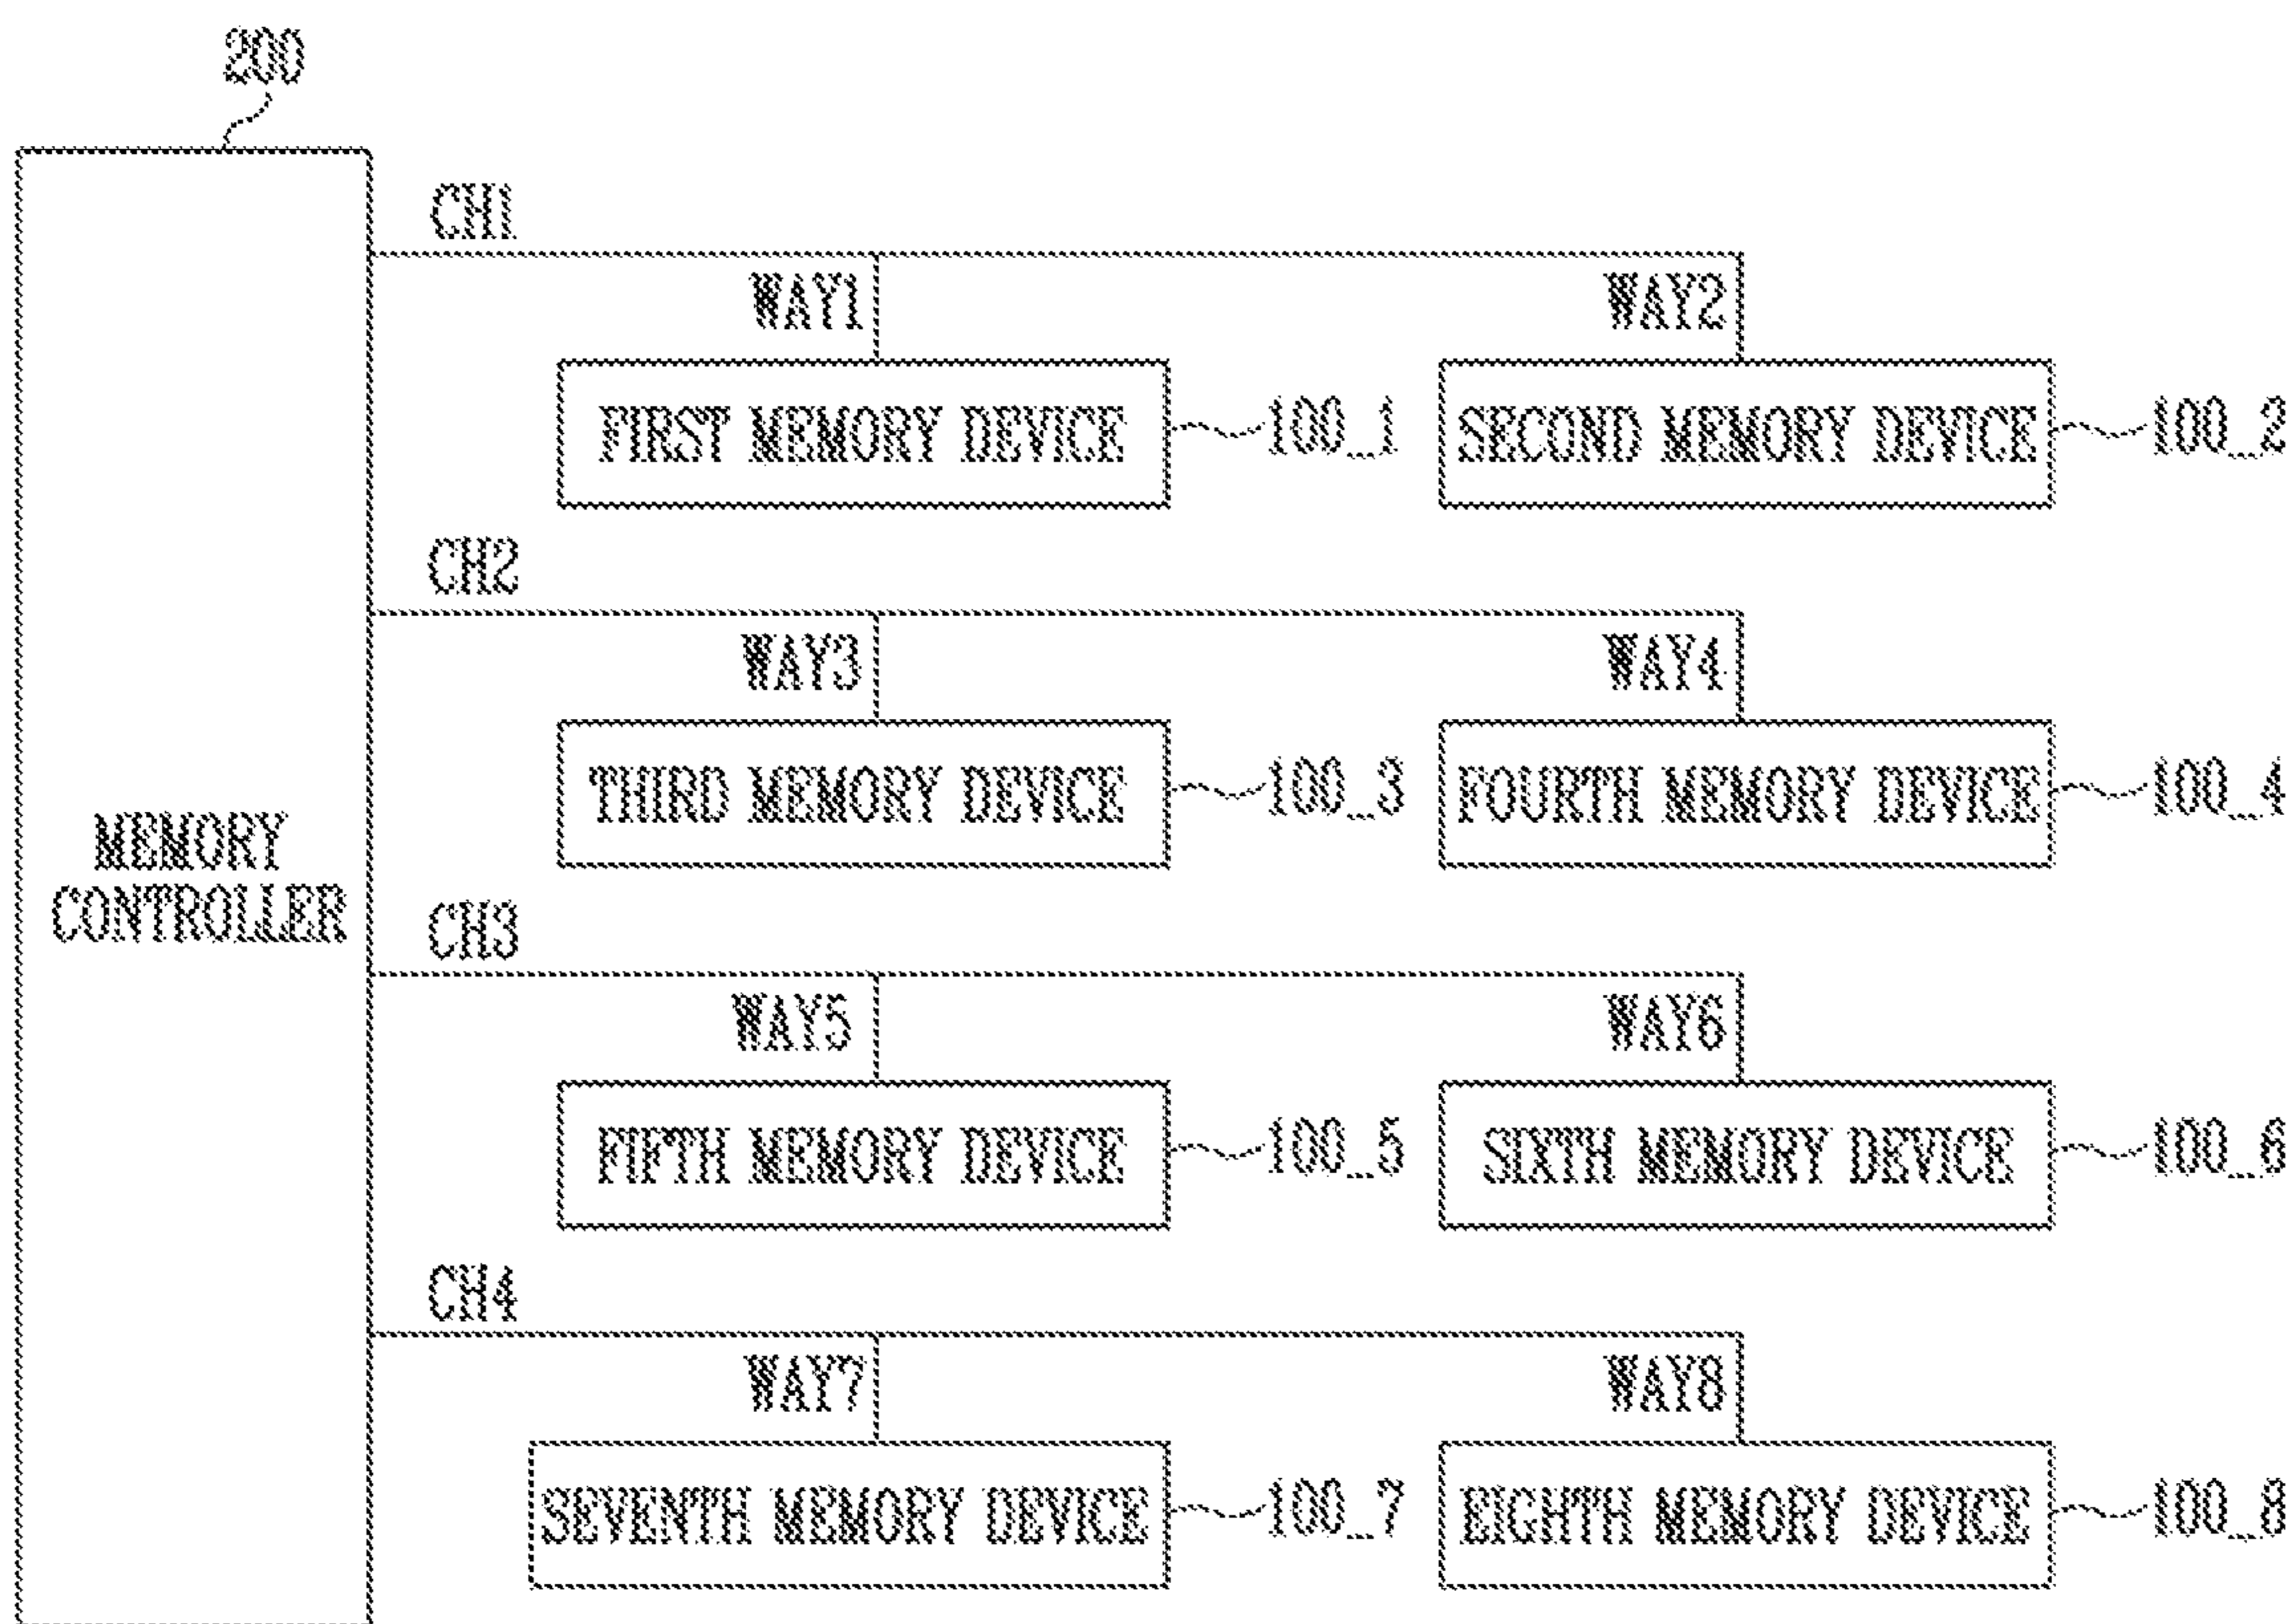 200
CH1
WAY1 WAY2
FIRST MEMORY DEVICE 100_1 SECOND MEMORY DEVICE 100_2
CH2
WAY3 WAY4
THIRD MEMORY DEVICE 100_3 FOURTH MEMORY DEVICE 100_4
MEMORY
CONTROLLER
CH3
WAY5 WAY6
FIFTH MEMORY DEVICE 100_5 SIXTH MEMORY DEVICE 100_6
CH4
WAY7 WAY8
SEVENTH MEMORY DEVICE 100_7 EIGHTH MEMORY DEVICE 100_8